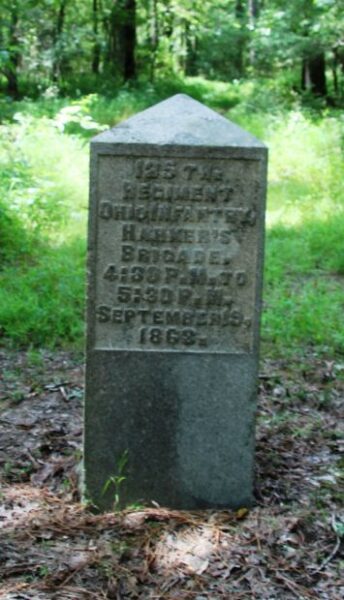 125 TH.
REGIMENT
OHIO INFANTRY,
HARKER'S
BRIGADE.
4:30 P.M. TO
5:30 P.M.
SEPTEMBER 19,
1863.